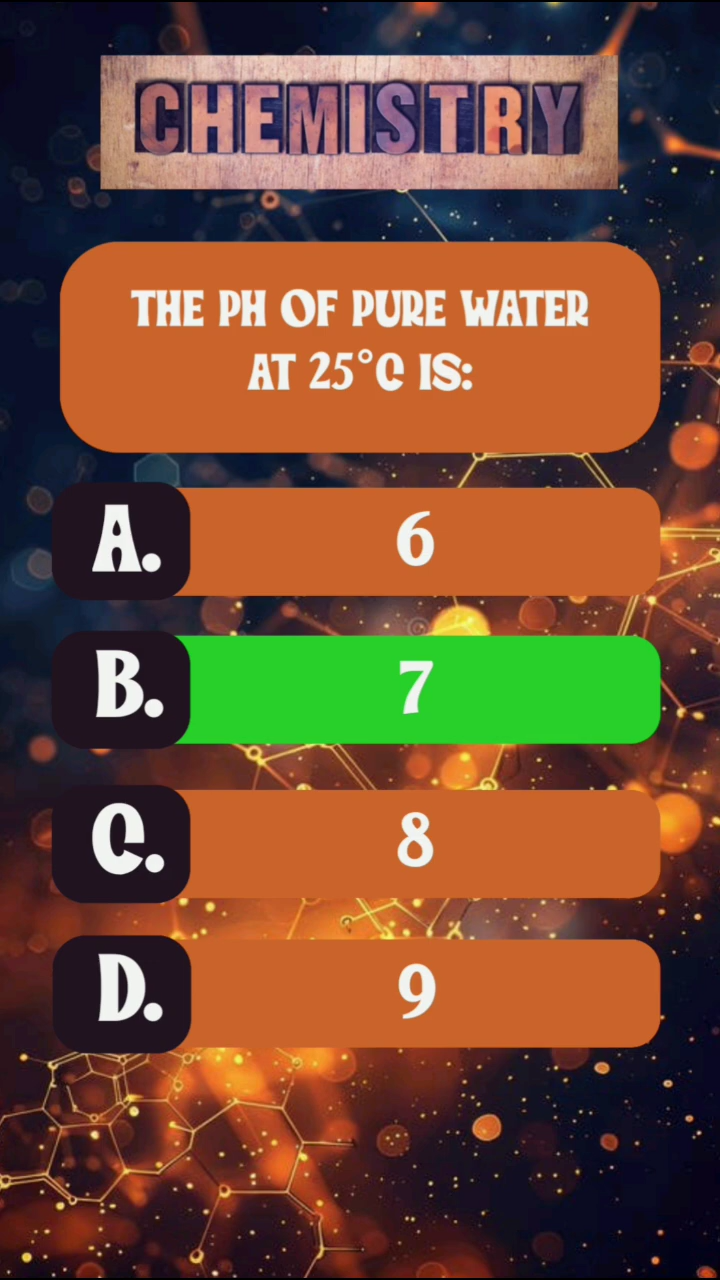 CHEMISTRY
THE PH OF PURE WATER
AT 25°C IS:
A. 6
B. 7
C. 8
D. 9